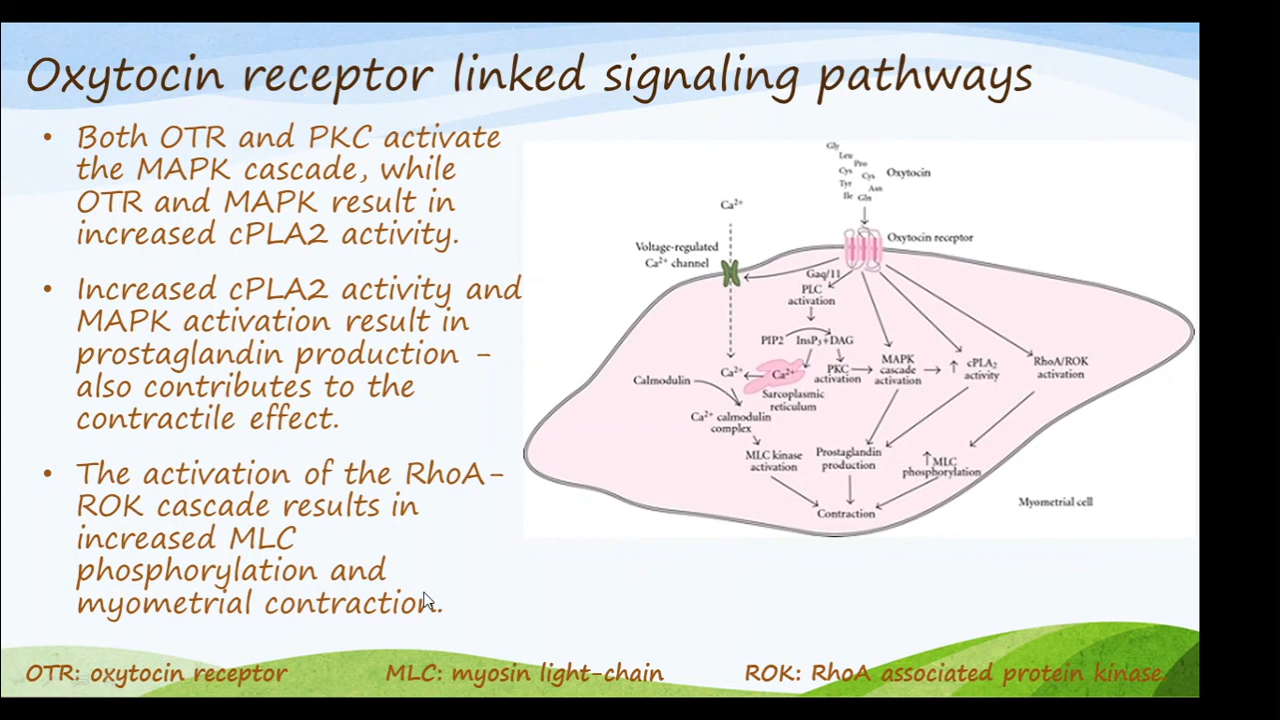 Oxytocin receptor linked signaling pathways
• Both OTR and PKC activate
the MAPK cascade, while
OTR and MAPK result in
increased cPLA2 activity.
• Increased cPLA2 activity and
MAPK activation result in
prostaglandin production -
also contributes to the
contractile effect.
• The activation of the RhoA-
ROK cascade results in
increased MLC
phosphorylation and
myometrial contraction.
Gly
Leu
Pro
Cys
Cys
Tyr
Asn
Ile
Gln
Oxytocin
Ca²⁺
Voltage-regulated
Ca²⁺ channel
Oxytocin receptor
Gαq/11
PLC
activation
PIP2
InsP₃+DAG
Ca²⁺
Ca²⁺
Sarcoplasmic
reticulum
PKC
activation
MAPK
cascade
activation
↑ cPLA₂
activity
RhoA/ROK
activation
Calmodulin
Ca²⁺ calmodulin
complex
MLC kinase
activation
Prostaglandin
production
↑MLC
phosphorylation
Contraction
Myometrial cell
OTR: oxytocin receptor
MLC: myosin light-chain
ROK: RhoA associated protein kinase.